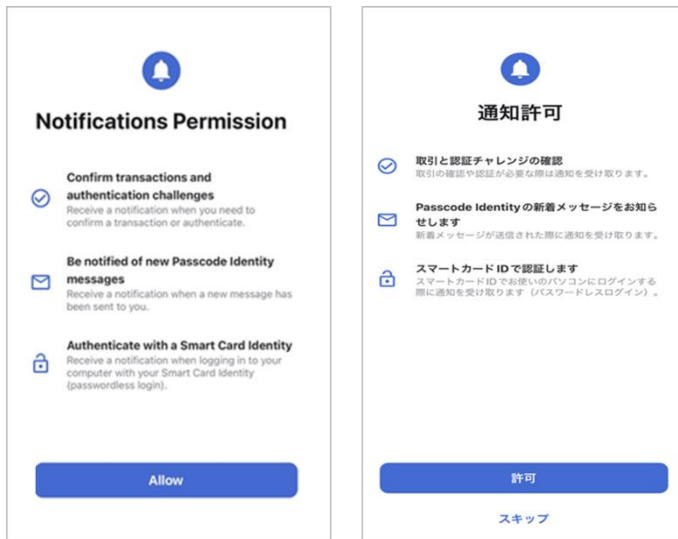 Notifications Permission
Confirm transactions and
authentication challenges
Receive a notification when you need to
confirm a transaction or authenticate.
Be notified of new Passcode Identity
messages
Receive a notification when a new message has
been sent to you.
Authenticate with a Smart Card Identity
Receive a notification when logging in to your
computer with your Smart Card Identity
(passwordless login).
Allow
通知許可
取引と認証チャレンジの確認
取引の確認や認証が必要な際は通知を受け取ります。
Passcode Identityの新着メッセージをお知ら
せします
新着メッセージが送信された際に通知を受け取ります。
スマートカードIDで認証します
スマートカードIDでお使いのパソコンにログインする
際に通知を受け取ります（パスワードレスログイン）。
許可
スキップ